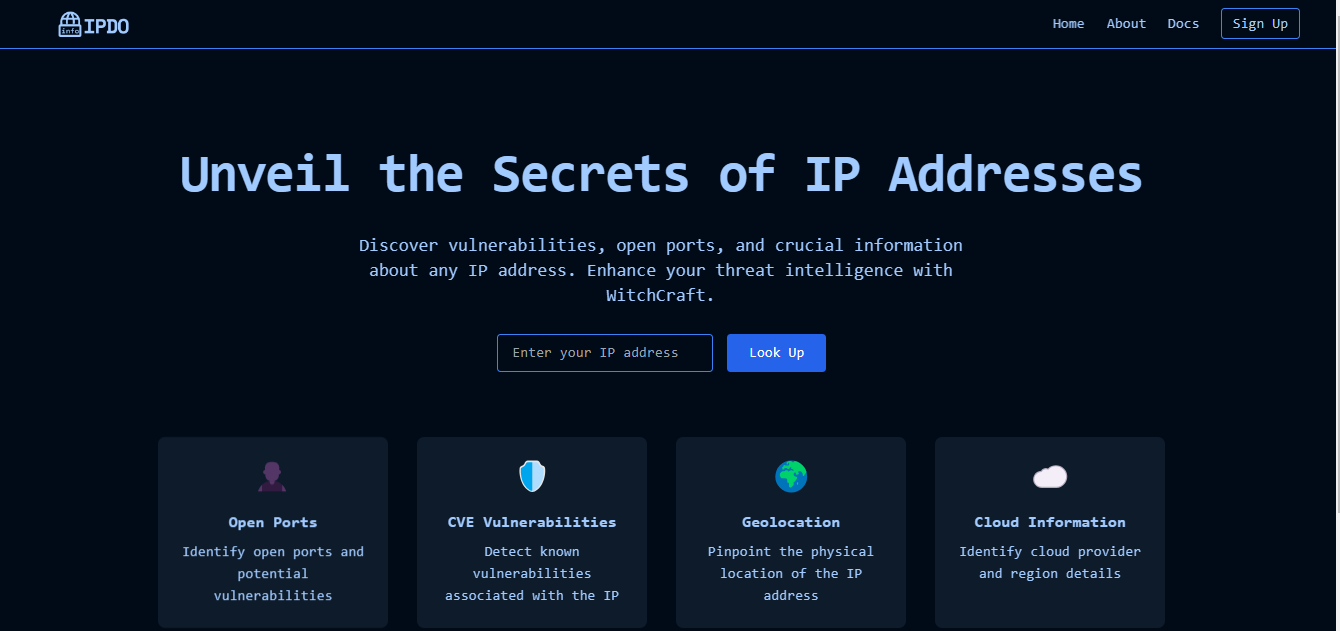 info IPDO
Home About Docs Sign Up
Unveil the Secrets of IP Addresses
Discover vulnerabilities, open ports, and crucial information
about any IP address. Enhance your threat intelligence with
WitchCraft.
Enter your IP address Look Up
Open Ports
Identify open ports and
potential
vulnerabilities
CVE Vulnerabilities
Detect known
vulnerabilities
associated with the IP
Geolocation
Pinpoint the physical
location of the IP
address
Cloud Information
Identify cloud provider
and region details